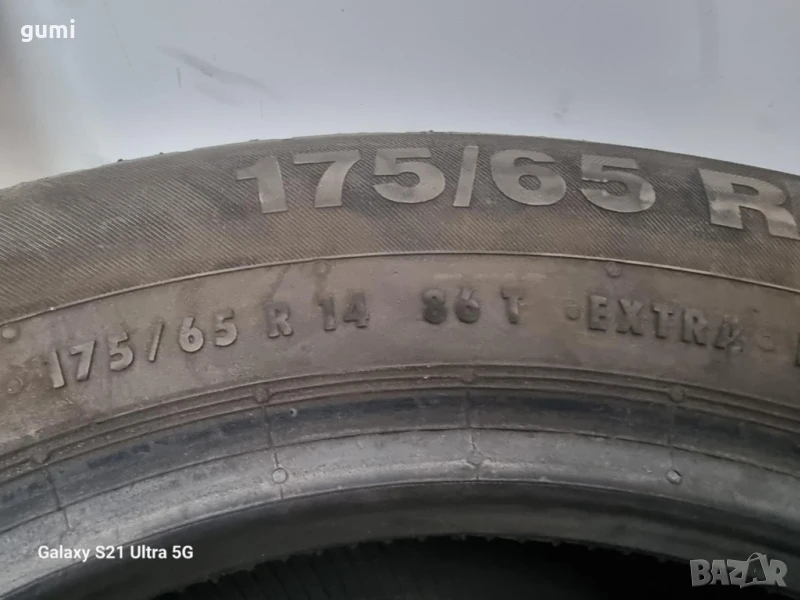 gumi
175/65 R
175/65 R 14 86 T EXTRA
Galaxy S21 Ultra 5G
BAZAR